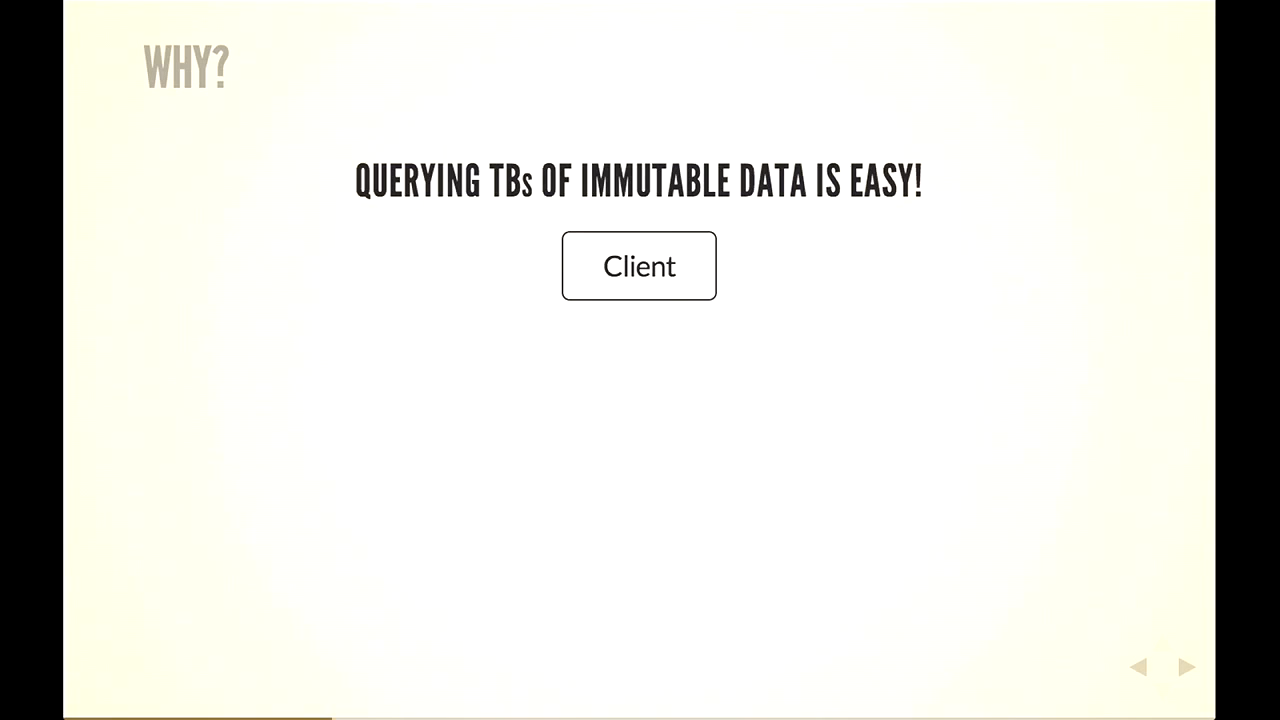 WHY?
QUERYING TBs OF IMMUTABLE DATA IS EASY!
Client